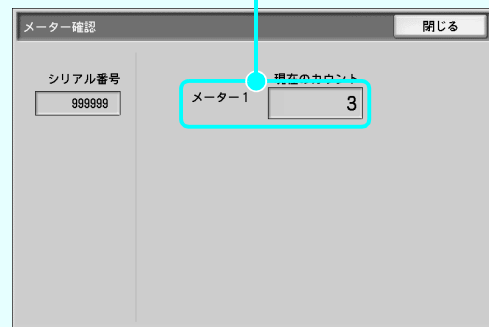 メーター確認
閉じる
シリアル番号
999999
現在のカウント
メーター1
3